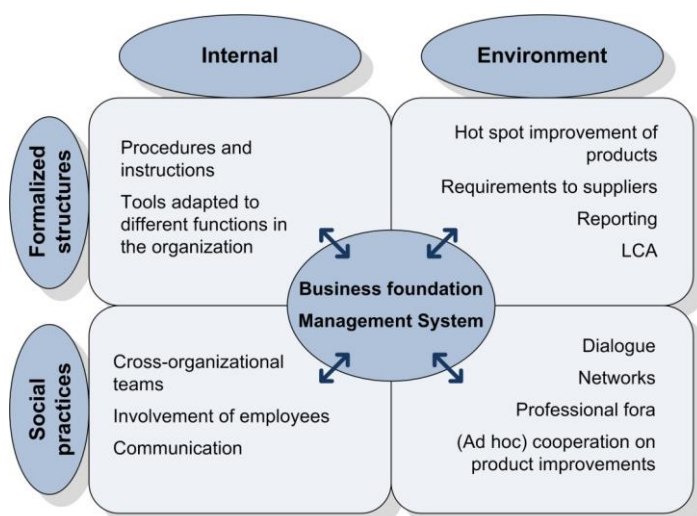 Internal
Environment
Formalized
structures
Procedures and
instructions
Tools adapted to
different functions in
the organization
Hot spot improvement of
products
Requirements to suppliers
Reporting
LCA
Business foundation
Management System
Social
practices
Cross-organizational
teams
Involvement of employees
Communication
Dialogue
Networks
Professional fora
(Ad hoc) cooperation on
product improvements